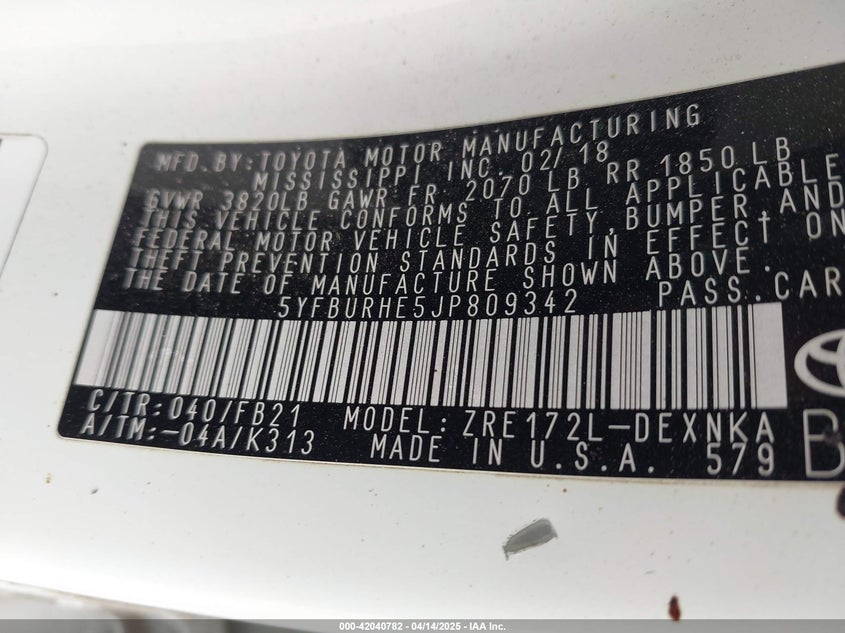 MFD.BY:TOYOTA MOTOR MANUFACTURING
MISSISSIPPI INC. 02/18
GVWR 3820LB GAWR FR 2070 LB RR 1850LB
THIS VEHICLE CONFORMS TO ALL APPLICABLE
FEDERAL MOTOR VEHICLE SAFETY,BUMPER,AND
THEFT PREVENTION STANDARDS IN EFFECT ON
THE DATE OF MANUFACTURE SHOWN ABOVE.
5YFBURHE5JP809342 PASS.CAR
C/TR:040/FB21 MODEL:ZRE172L-DEXNKA
A/TM:-04A/K313 MADE IN U.S.A. 579
B
000-42040782 - 04/14/2025 - IAA Inc.